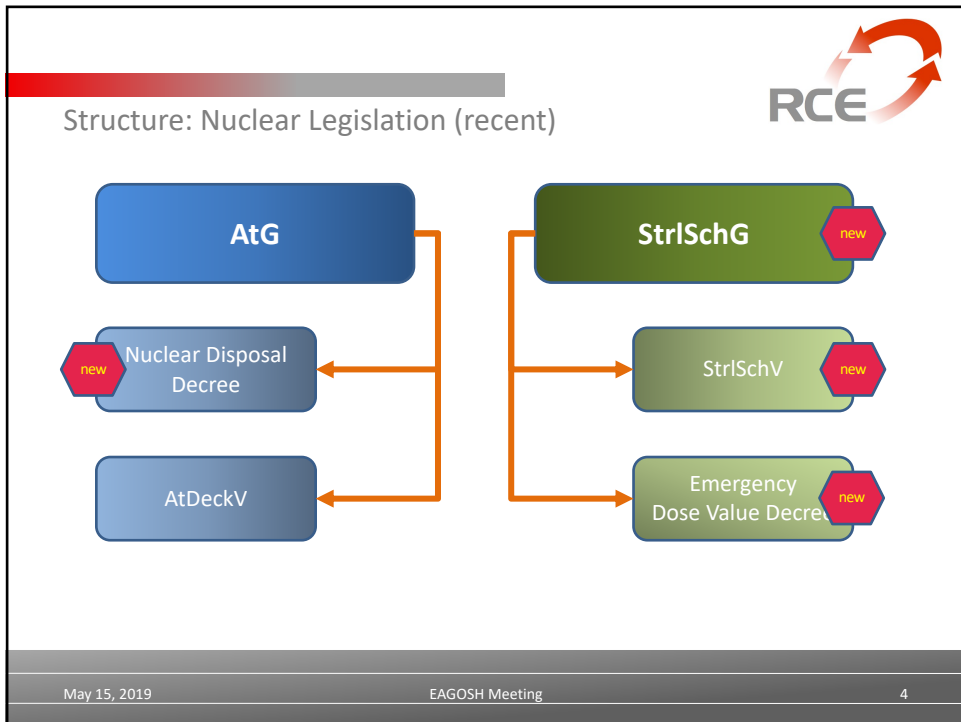 RCE
Structure: Nuclear Legislation (recent)
AtG
StrlSchG
new
new
Nuclear Disposal
Decree
StrlSchV
new
AtDeckV
Emergency
Dose Value Decree
new
May 15, 2019
EAGOSH Meeting
4